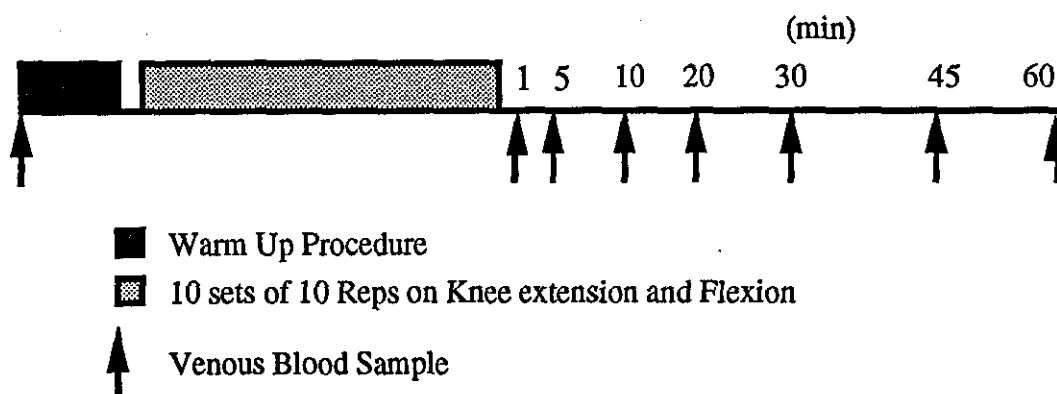 (min)
1 5 10 20 30 45 60
Warm Up Procedure
10 sets of 10 Reps on Knee extension and Flexion
Venous Blood Sample